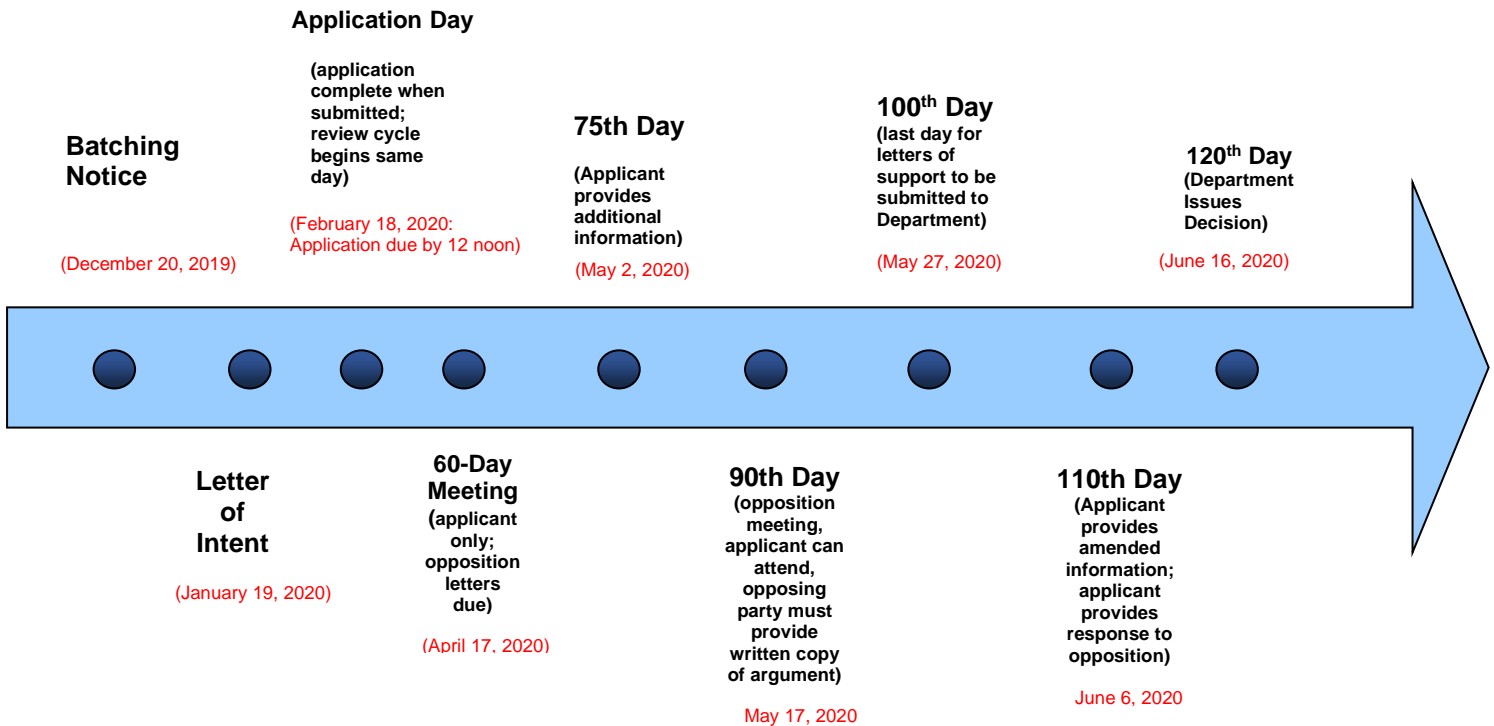 Application Day
(application
complete when
submitted;
review cycle
begins same
day)
(February 18, 2020:
Application due by 12 noon)
Batching
Notice
(December 20, 2019)
75th Day
(Applicant
provides
additional
information)
(May 2, 2020)
100th Day
(last day for
letters of
support to be
submitted to
Department)
(May 27, 2020)
120th Day
(Department
Issues
Decision)
(June 16, 2020)
Letter
of
Intent
(January 19, 2020)
60-Day
Meeting
(applicant
only;
opposition
letters
due)
(April 17, 2020)
90th Day
(opposition
meeting,
applicant can
attend,
opposing
party must
provide
written copy
of argument)
May 17, 2020
110th Day
(Applicant
provides
amended
information;
applicant
provides
response to
opposition)
June 6, 2020